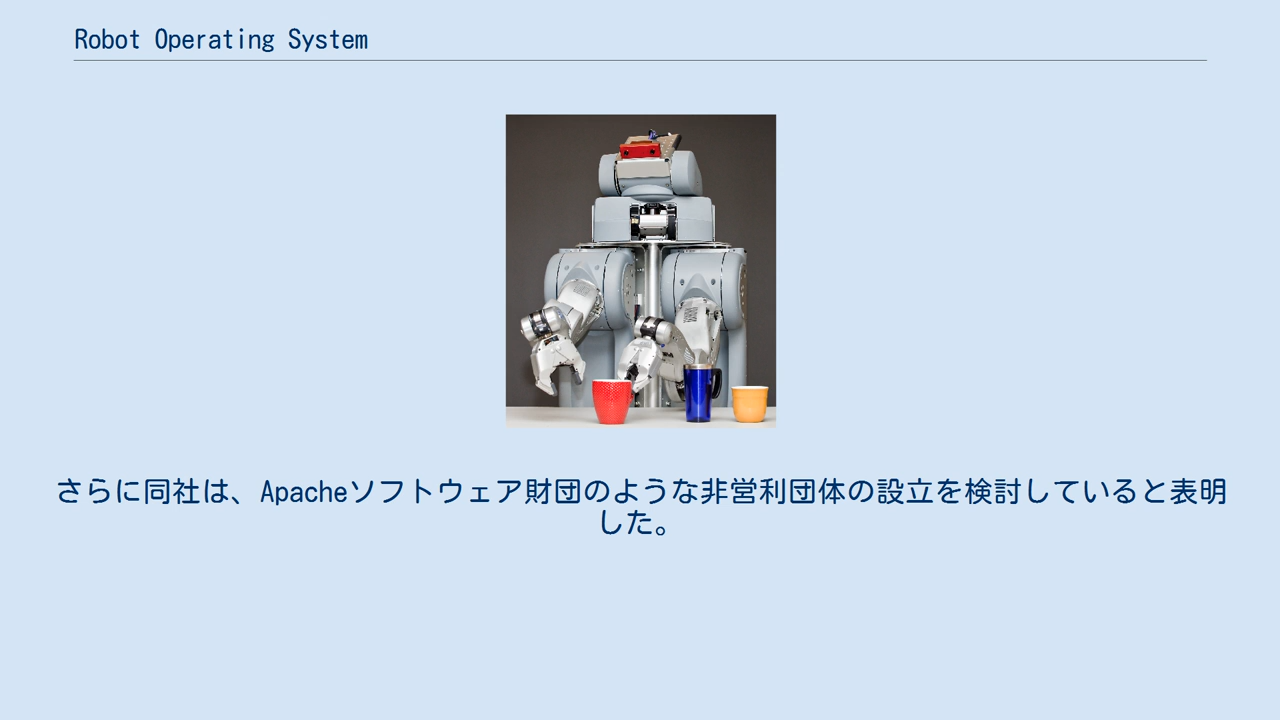 Robot Operating System
さらに同社は、Apacheソフトウェア財団のような非営利団体の設立を検討していると表明
した。